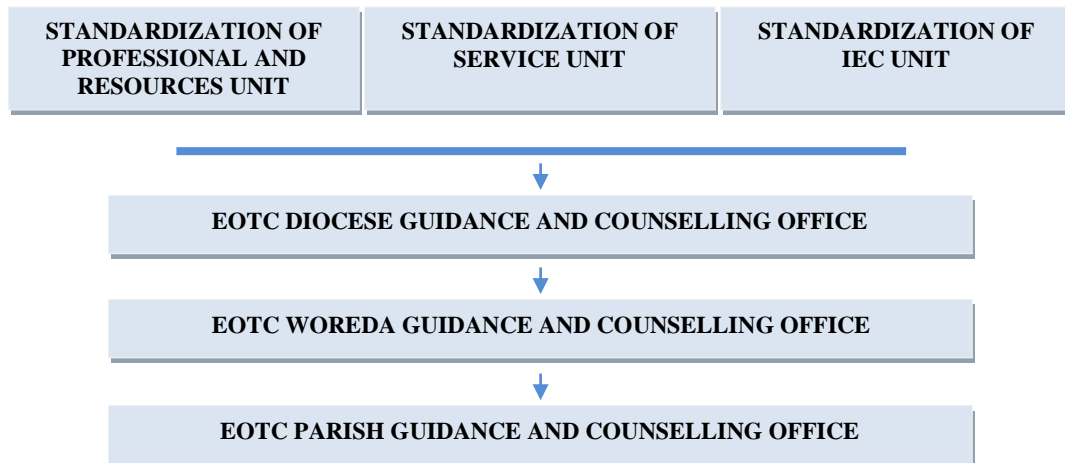 STANDARDIZATION OF
PROFESSIONAL AND
RESOURCES UNIT
STANDARDIZATION OF
SERVICE UNIT
STANDARDIZATION OF
IEC UNIT
EOTC DIOCESE GUIDANCE AND COUNSELLING OFFICE
EOTC WOREDA GUIDANCE AND COUNSELLING OFFICE
EOTC PARISH GUIDANCE AND COUNSELLING OFFICE